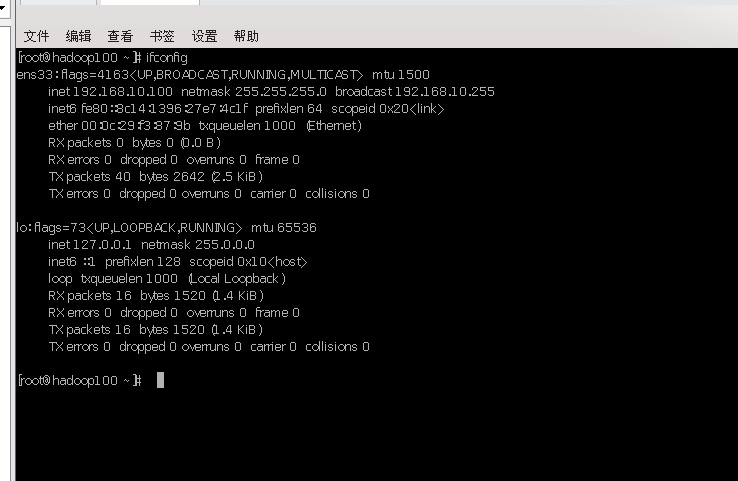 文件 编辑 查看 书签 设置 帮助
[root@hadoop100 ~]# ifconfig
ens33:flags=4163<UP,BROADCAST,RUNNING,MULTICAST> mtu 1500
inet 192.168.10.100 netmask 255.255.255.0 broadcast 192.168.10.255
inet6 fe80::8c14:1396:27e7:4c1f prefixlen 64 scopeid 0x20<link>
ether 00:0c:29:f3:87:9b txqueuelen 1000 (Ethernet)
RX packets 0 bytes 0 (0.0 B)
RX errors 0 dropped 0 overruns 0 frame 0
TX packets 40 bytes 2642 (2.5 KiB)
TX errors 0 dropped 0 overruns 0 carrier 0 collisions 0
lo:flags=73<UP,LOOPBACK,RUNNING> mtu 65536
inet 127.0.0.1 netmask 255.0.0.0
inet6 ::1 prefixlen 128 scopeid 0x10<host>
loop txqueuelen 1000 (Local Loopback)
RX packets 16 bytes 1520 (1.4 KiB)
RX errors 0 dropped 0 overruns 0 frame 0
TX packets 16 bytes 1520 (1.4 KiB)
TX errors 0 dropped 0 overruns 0 carrier 0 collisions 0
[root@hadoop100 ~]#